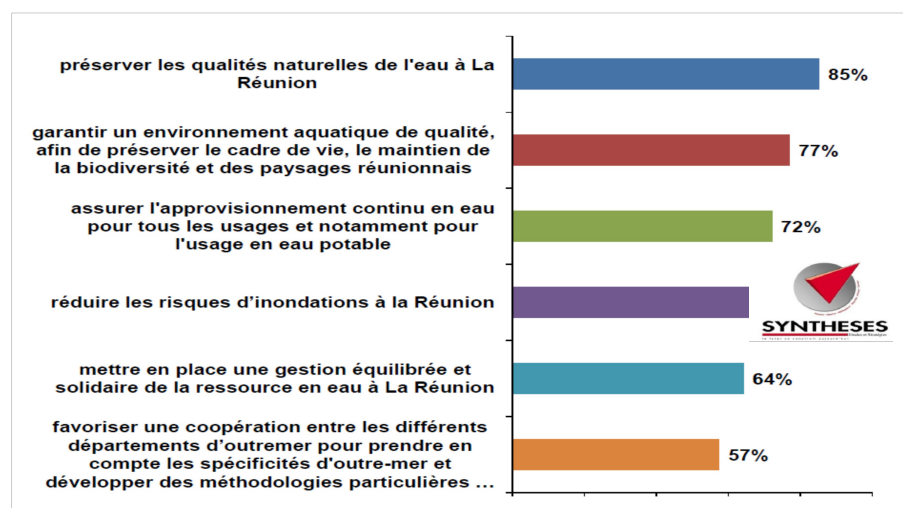 préserver les qualités naturelles de l'eau à La
Réunion
85%
garantir un environnement aquatique de qualité,
afin de préserver le cadre de vie, le maintien de
la biodiversité et des paysages réunionnais
77%
assurer l'approvisionnement continu en eau
pour tous les usages et notamment pour
l'usage en eau potable
72%
réduire les risques d’inondations à la Réunion
SYNTHESES
mettre en place une gestion équilibrée et
solidaire de la ressource en eau à La Réunion
64%
favoriser une coopération entre les différents
départements d’outremer pour prendre en
compte les spécificités d'outre-mer et
développer des méthodologies particulières ...
57%